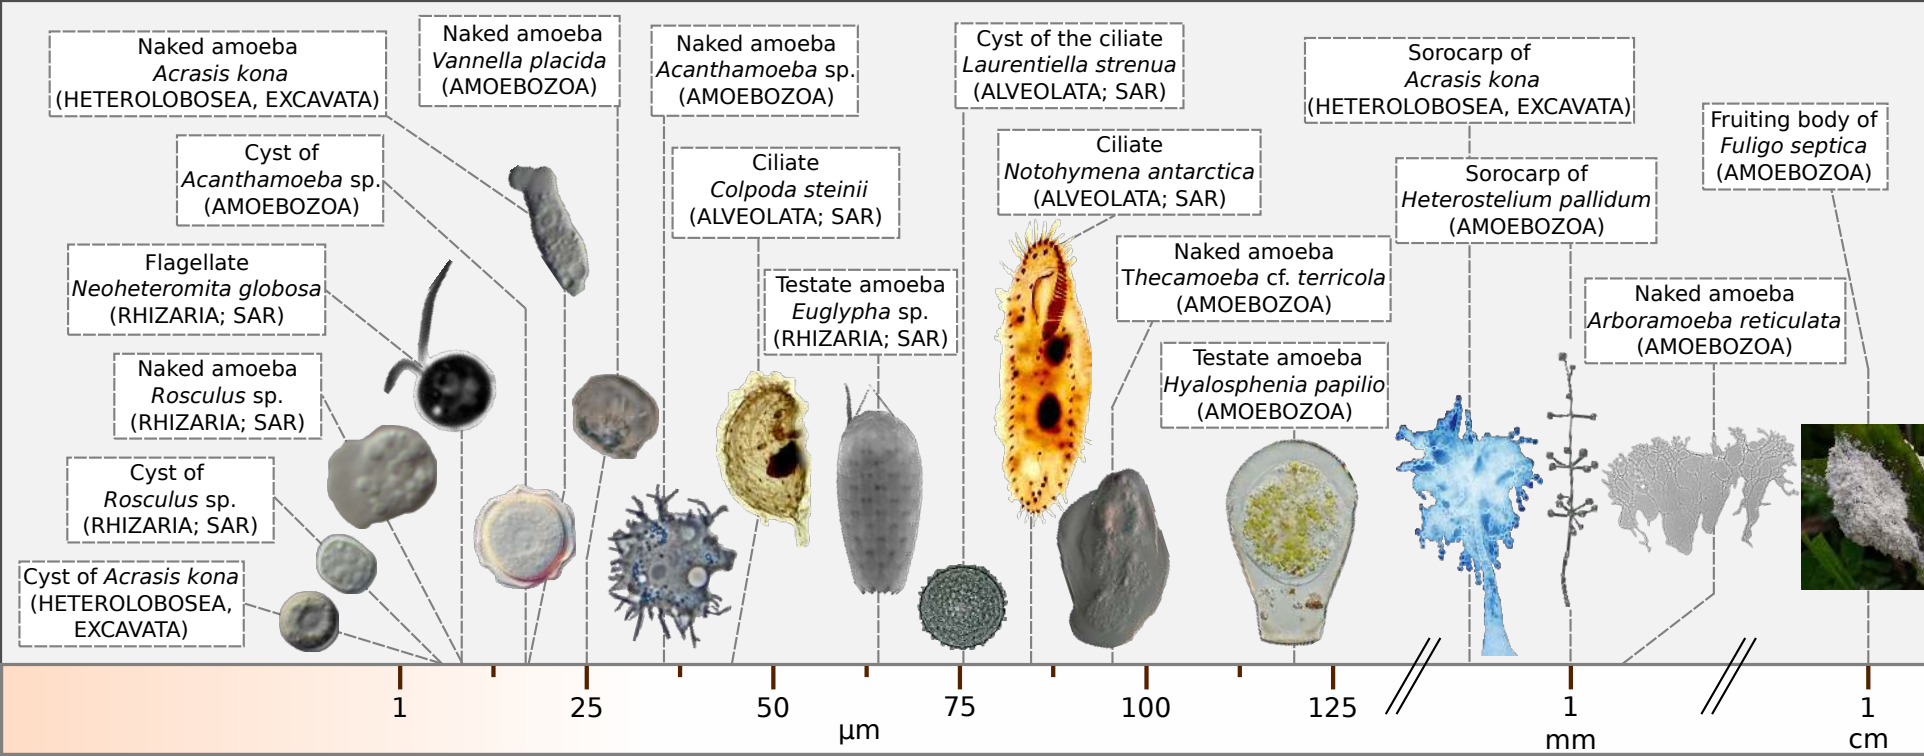 Naked amoeba
Acrasis kona
(HETEROLOBOSEA, EXCAVATA)
Naked amoeba
Vannella placida
(AMOEBOZOA)
Naked amoeba
Acanthamoeba sp.
(AMOEBOZOA)
Cyst of the ciliate
Laurentiella strenua
(ALVEOLATA; SAR)
Sorocarp of
Acrasis kona
(HETEROLOBOSEA, EXCAVATA)
Fruiting body of
Fuligo septica
(AMOEBOZOA)
Cyst of
Acanthamoeba sp.
(AMOEBOZOA)
Ciliate
Colpoda steinii
(ALVEOLATA; SAR)
Ciliate
Notohymena antarctica
(ALVEOLATA; SAR)
Sorocarp of
Heterostelium pallidum
(AMOEBOZOA)
Flagellate
Neoheteromita globosa
(RHIZARIA; SAR)
Testate amoeba
Euglypha sp.
(RHIZARIA; SAR)
Naked amoeba
Thecamoeba cf. terricola
(AMOEBOZOA)
Naked amoeba
Arboramoeba reticulata
(AMOEBOZOA)
Naked amoeba
Rosculus sp.
(RHIZARIA; SAR)
Testate amoeba
Hyalosphenia papilio
(AMOEBOZOA)
Cyst of
Rosculus sp.
(RHIZARIA; SAR)
Cyst of Acrasis kona
(HETEROLOBOSEA,
EXCAVATA)
1 25 50 75 100 125 1 1
µm mm cm